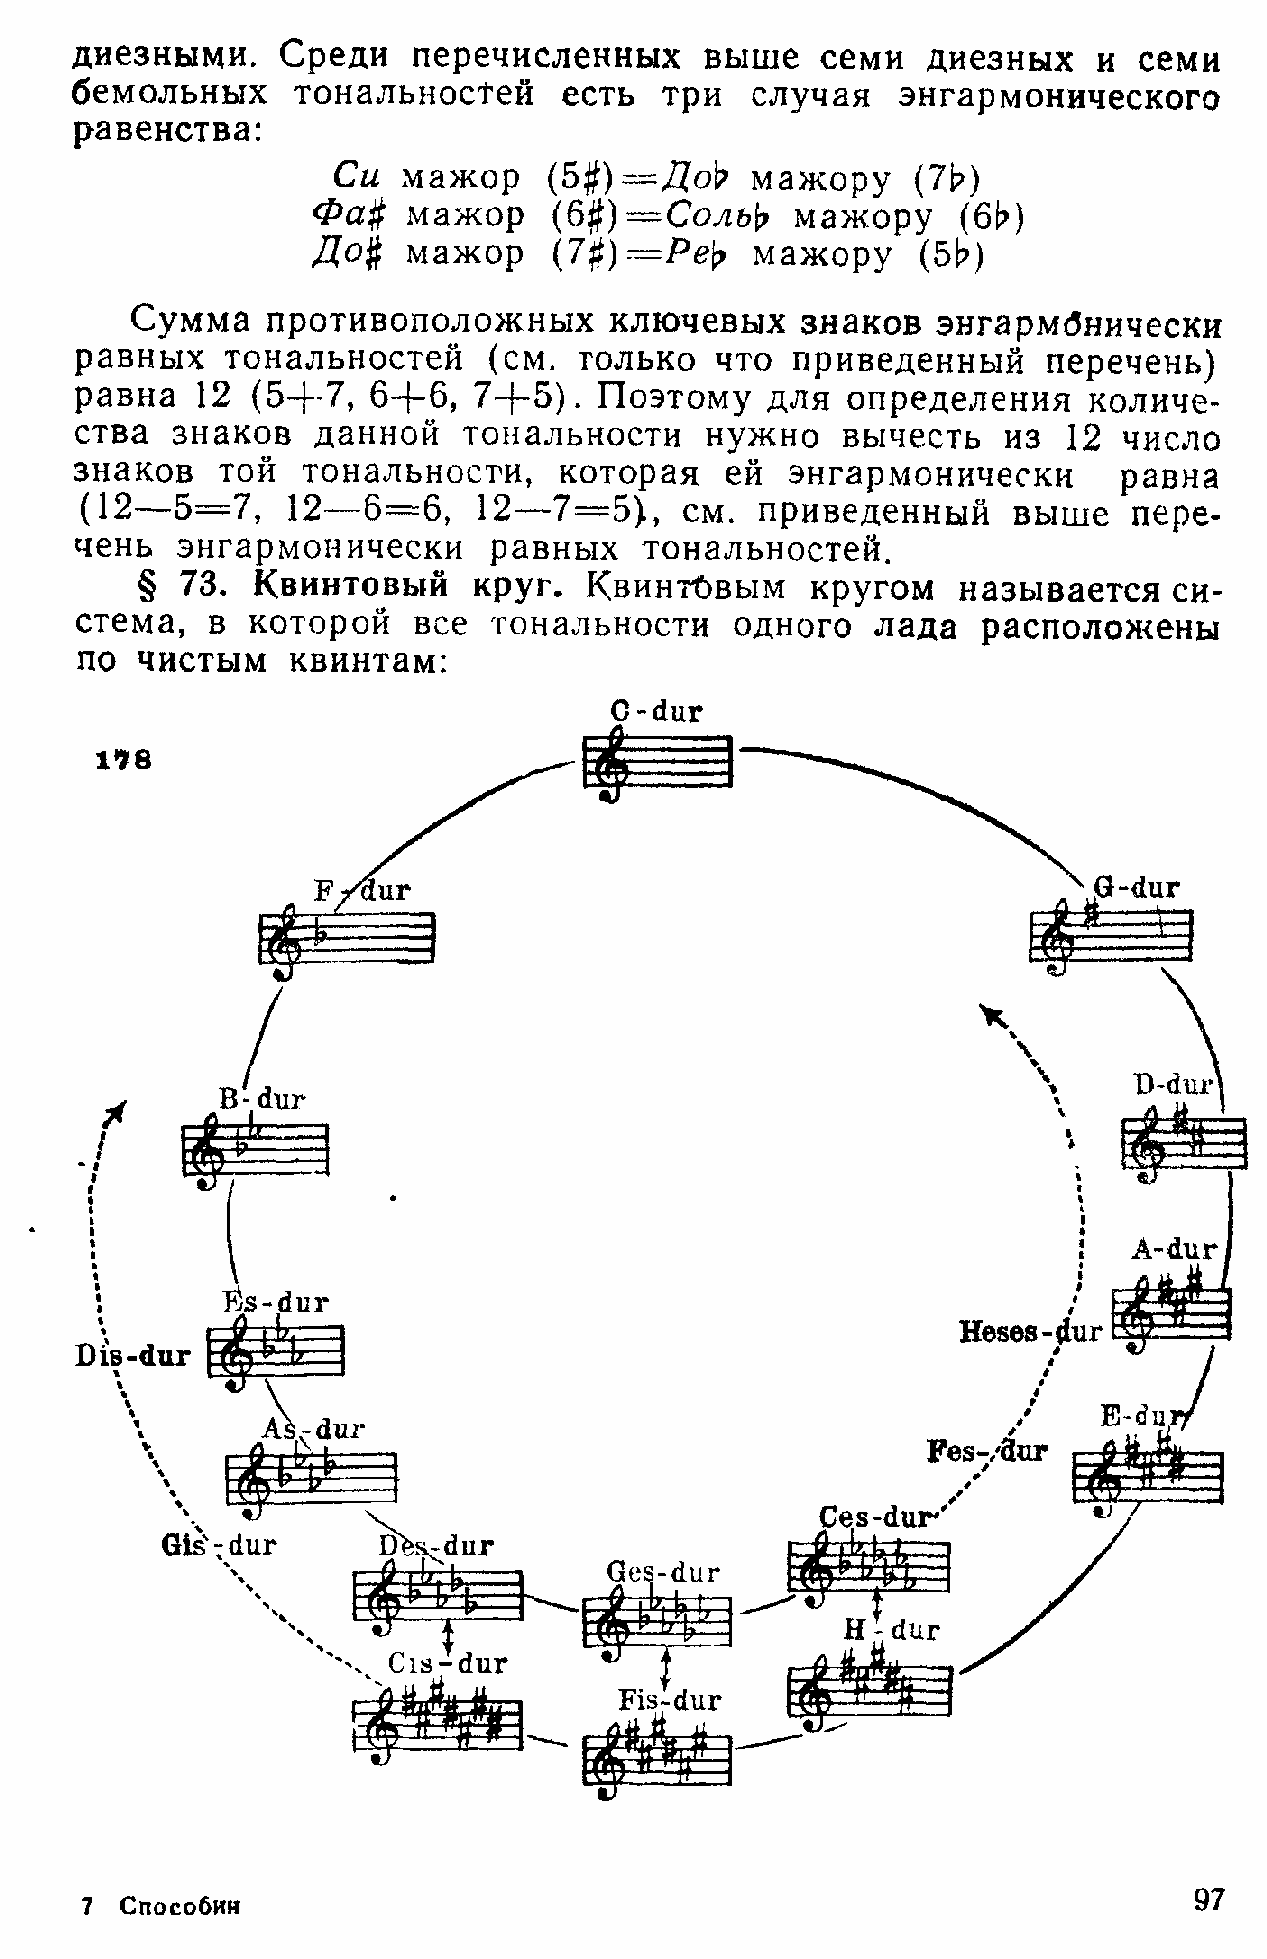 диезными. Среди перечисленных выше семи диезных и семи
бемольных тональностей есть три случая энгармонического
равенства:
Си мажор (5♯)=До♭ мажору (7♭)
Фа♯ мажор (6♯)=Соль♭ мажору (6♭)
До♯ мажор (7♯)=Ре♭ мажору (5♭)
Сумма противоположных ключевых знаков энгармонически
равных тональностей (см. только что приведенный перечень)
равна 12 (5+7, 6+6, 7+5). Поэтому для определения количе-
ства знаков данной тональности нужно вычесть из 12 число
знаков той тональности, которая ей энгармонически равна
(12—5=7, 12—6=6, 12—7=5), см. приведенный выше пере-
чень энгармонически равных тональностей.
§ 73. Квинтовый круг. Квинтовым кругом называется си-
стема, в которой все тональности одного лада расположены
по чистым квинтам:
C-dur
178
F-dur
G-dur
D-dur
B-dur
A-dur
Es-dur
Heses-dur
Dis-dur
E-dur
As-dur
Fes-dur
Ces-dur
Gis-dur
Des-dur
Ges-dur
H-dur
Cis-dur
Fis-dur
7 Способин
97